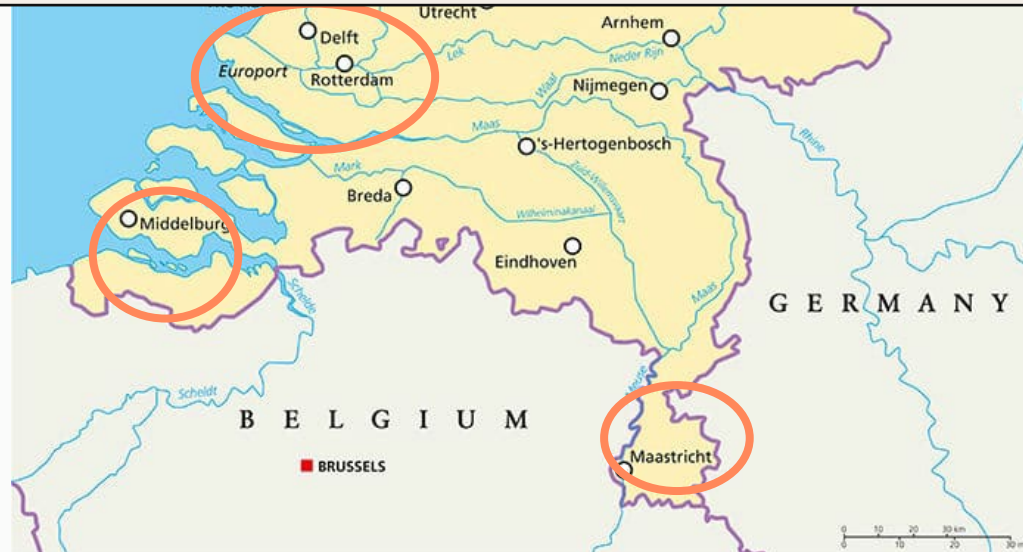 Utrecht
Arnhem
Delft
Lek
Neder Rijn
Europort
Rotterdam
Waal
Nijmegen
Maas
Rhine
's-Hertogenbosch
Mark
Zuid-Willemsvaart
Breda
Wilhelminakanaal
Middelburg
Eindhoven
Schelde
Maas
GERMANY
Meuse
Scheldt
BELGIUM
Maastricht
BRUSSELS
0 10 20 30 km
0 10 20 30 m